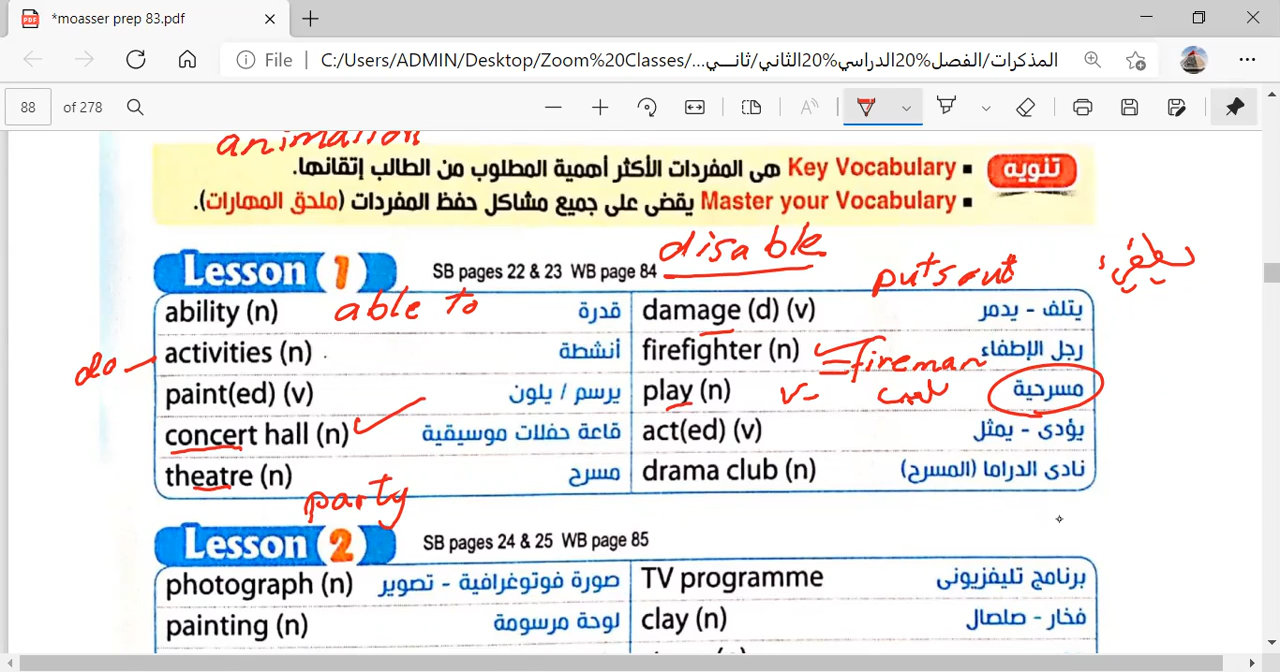 *moasser prep 83.pdf
File C:/Users/ADMIN/Desktop/Zoom%20Classes/المذكرات/الفصل%20الدراسي%20الثاني/ثانـــي...
88 of 278
animation
تنويه
▪ Key Vocabulary هى المفردات الأكثر أهمية المطلوب من الطالب إتقانها.
▪ Master your Vocabulary يقضى على جميع مشاكل حفظ المفردات (ملحق المهارات).
disable
puts out
Lesson (1) SB pages 22 & 23 WB page 84
ability (n) able to قدرة damage (d) (v) يتلف - يدمر
do activities (n) أنشطة firefighter (n) رجل الإطفاء
= fireman
paint(ed) (v) يرسم / يلون play (n) v- مسرحية
concert hall (n) قاعة حفلات موسيقية act(ed) (v) يؤدى - يمثل
theatre (n) مسرح drama club (n) نادى الدراما (المسرح)
party
Lesson (2) SB pages 24 & 25 WB page 85
photograph (n) صورة فوتوغرافية - تصوير TV programme برنامج تليفزيونى
painting (n) لوحة مرسومة clay (n) فخار - صلصال